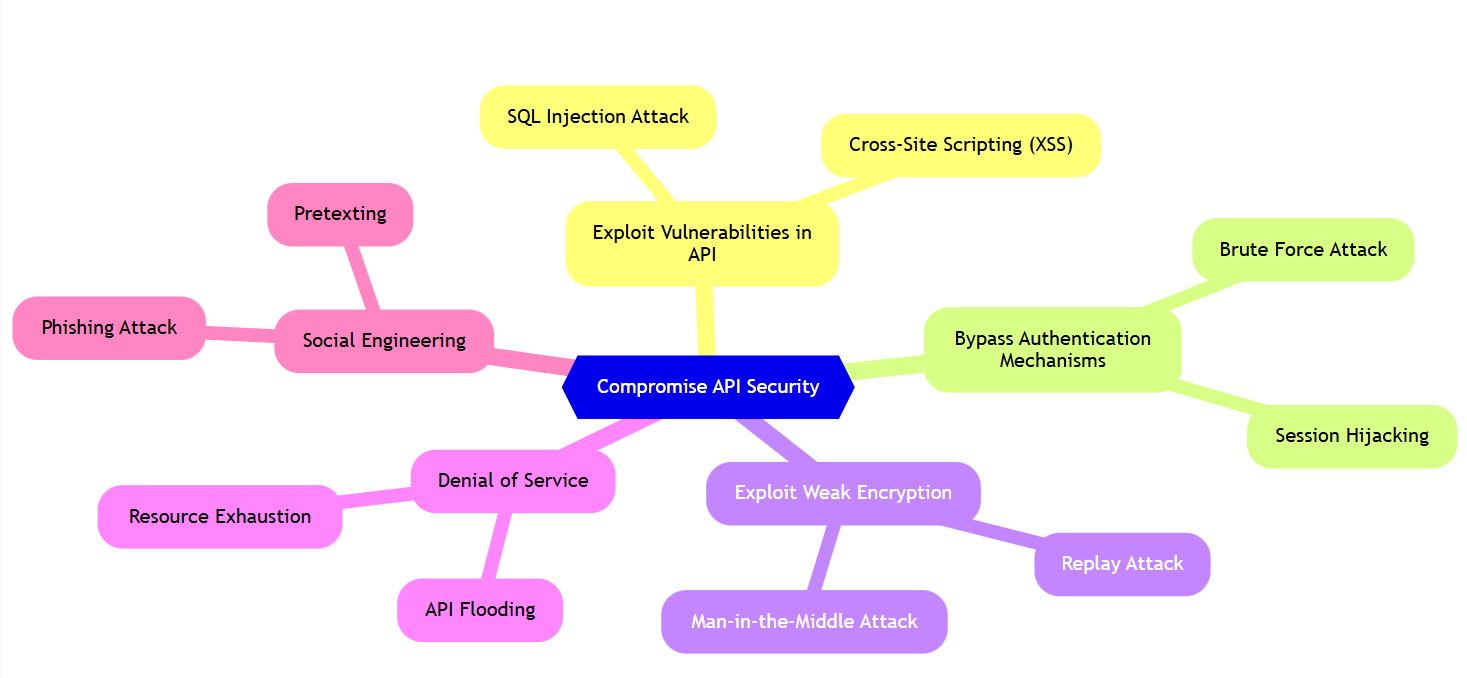 SQL Injection Attack
Cross-Site Scripting (XSS)
Pretexting
Exploit Vulnerabilities in
API
Brute Force Attack
Phishing Attack
Social Engineering
Bypass Authentication
Mechanisms
Compromise API Security
Session Hijacking
Denial of Service
Exploit Weak Encryption
Resource Exhaustion
Replay Attack
API Flooding
Man-in-the-Middle Attack